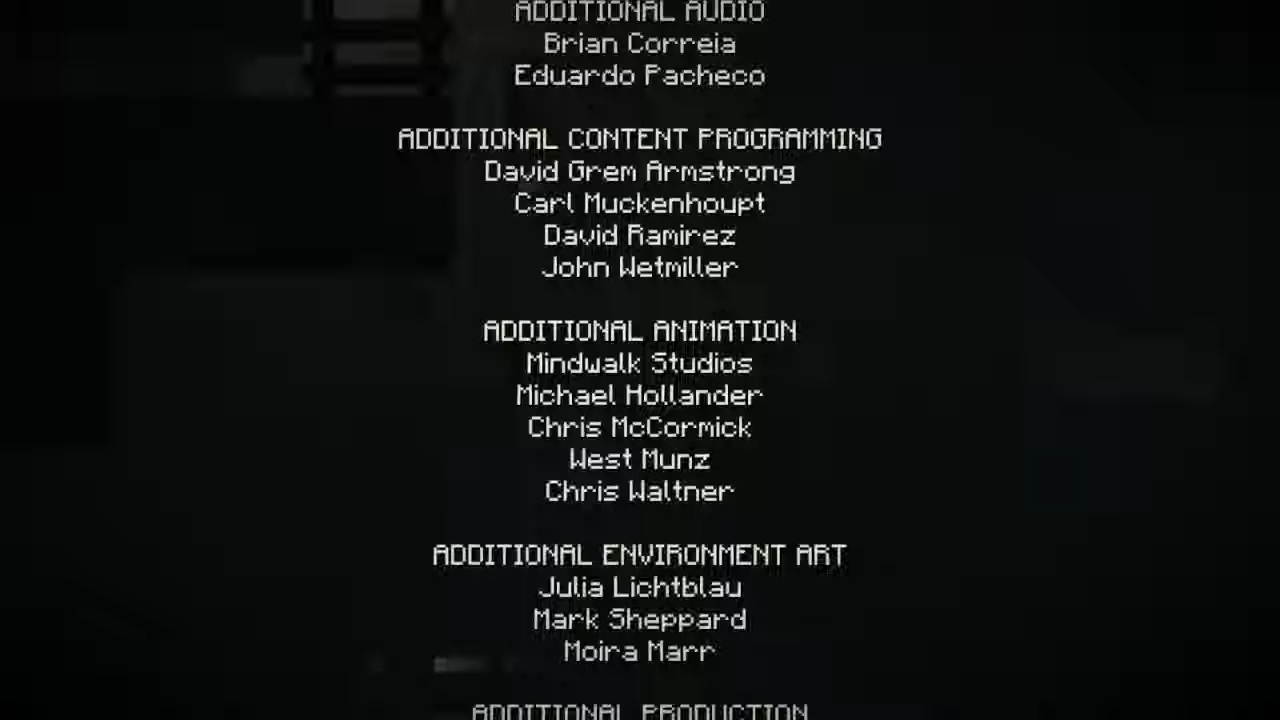 ADDITIONAL AUDIO
Brian Correia
Eduardo Pacheco
ADDITIONAL CONTENT PROGRAMMING
David Grem Armstrong
Carl Muckenhoupt
David Ramirez
John Wetmiller
ADDITIONAL ANIMATION
Mindwalk Studios
Michael Hollander
Chris McCormick
West Munz
Chris Waltner
ADDITIONAL ENVIRONMENT ART
Julia Lichtblau
Mark Sheppard
Moira Marr
ADDITIONAL PRODUCTION